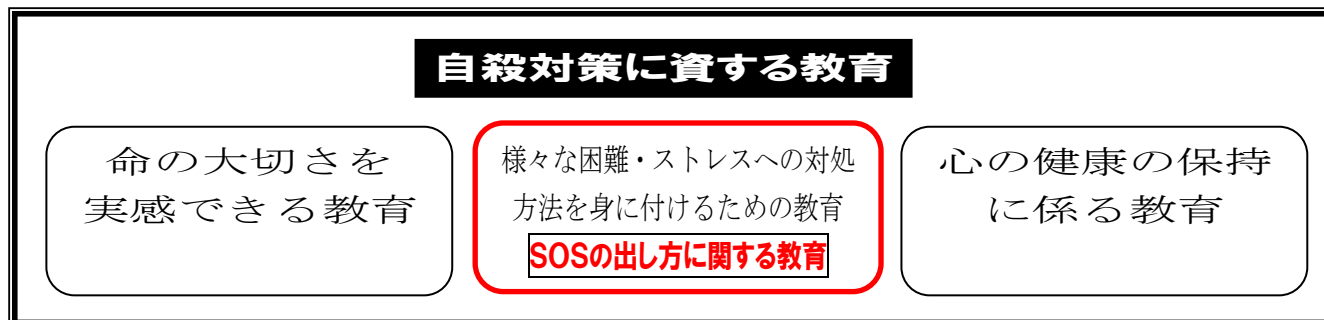 自殺対策に資する教育
命の大切さを
実感できる教育
様々な困難・ストレスへの対処
方法を身に付けるための教育
SOSの出し方に関する教育
心の健康の保持
に係る教育